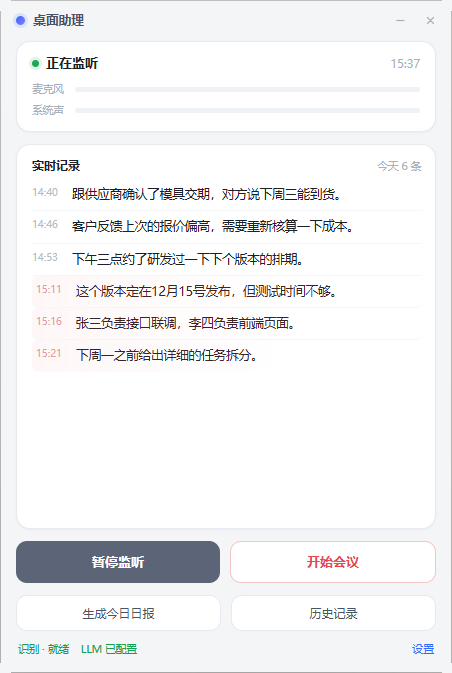 桌面助理
正在监听 15:37
麦克风
系统声
实时记录 今天 6 条
14:40 跟供应商确认了模具交期，对方说下周三能到货。
14:46 客户反馈上次的报价偏高，需要重新核算一下成本。
14:53 下午三点约了研发过一下下个版本的排期。
15:11 这个版本定在12月15号发布，但测试时间不够。
15:16 张三负责接口联调，李四负责前端页面。
15:21 下周一之前给出详细的任务拆分。
暂停监听 开始会议
生成今日日报 历史记录
识别 · 就绪 LLM 已配置 设置